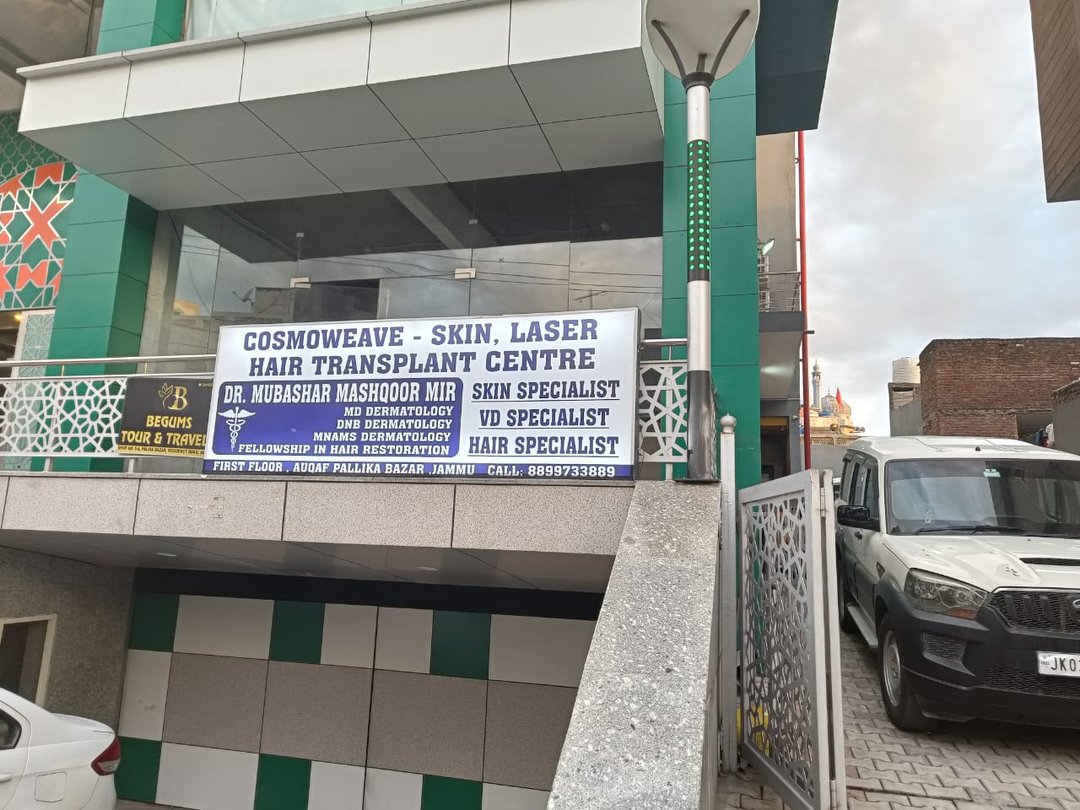 COSMOWEAVE - SKIN, LASER
HAIR TRANSPLANT CENTRE
DR. MUBASHAR MASHQOOR MIR
MD DERMATOLOGY
DNB DERMATOLOGY
MNAMS DERMATOLOGY
FELLOWSHIP IN HAIR RESTORATION
SKIN SPECIALIST
VD SPECIALIST
HAIR SPECIALIST
FIRST FLOOR , AUQAF PALLIKA BAZAR ,JAMMU CALL: 8899733889
B
BEGUMS
TOUR & TRAVEL